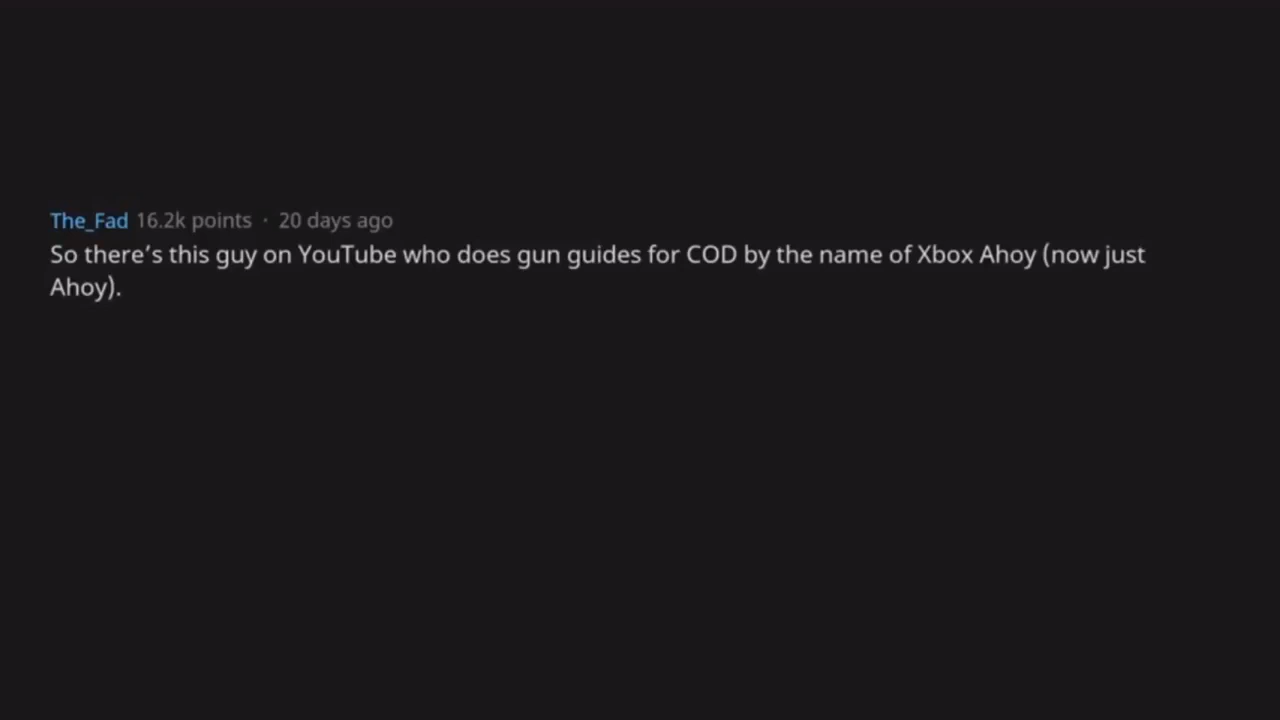 The_Fad 16.2k points · 20 days ago
So there’s this guy on YouTube who does gun guides for COD by the name of Xbox Ahoy (now just
Ahoy).